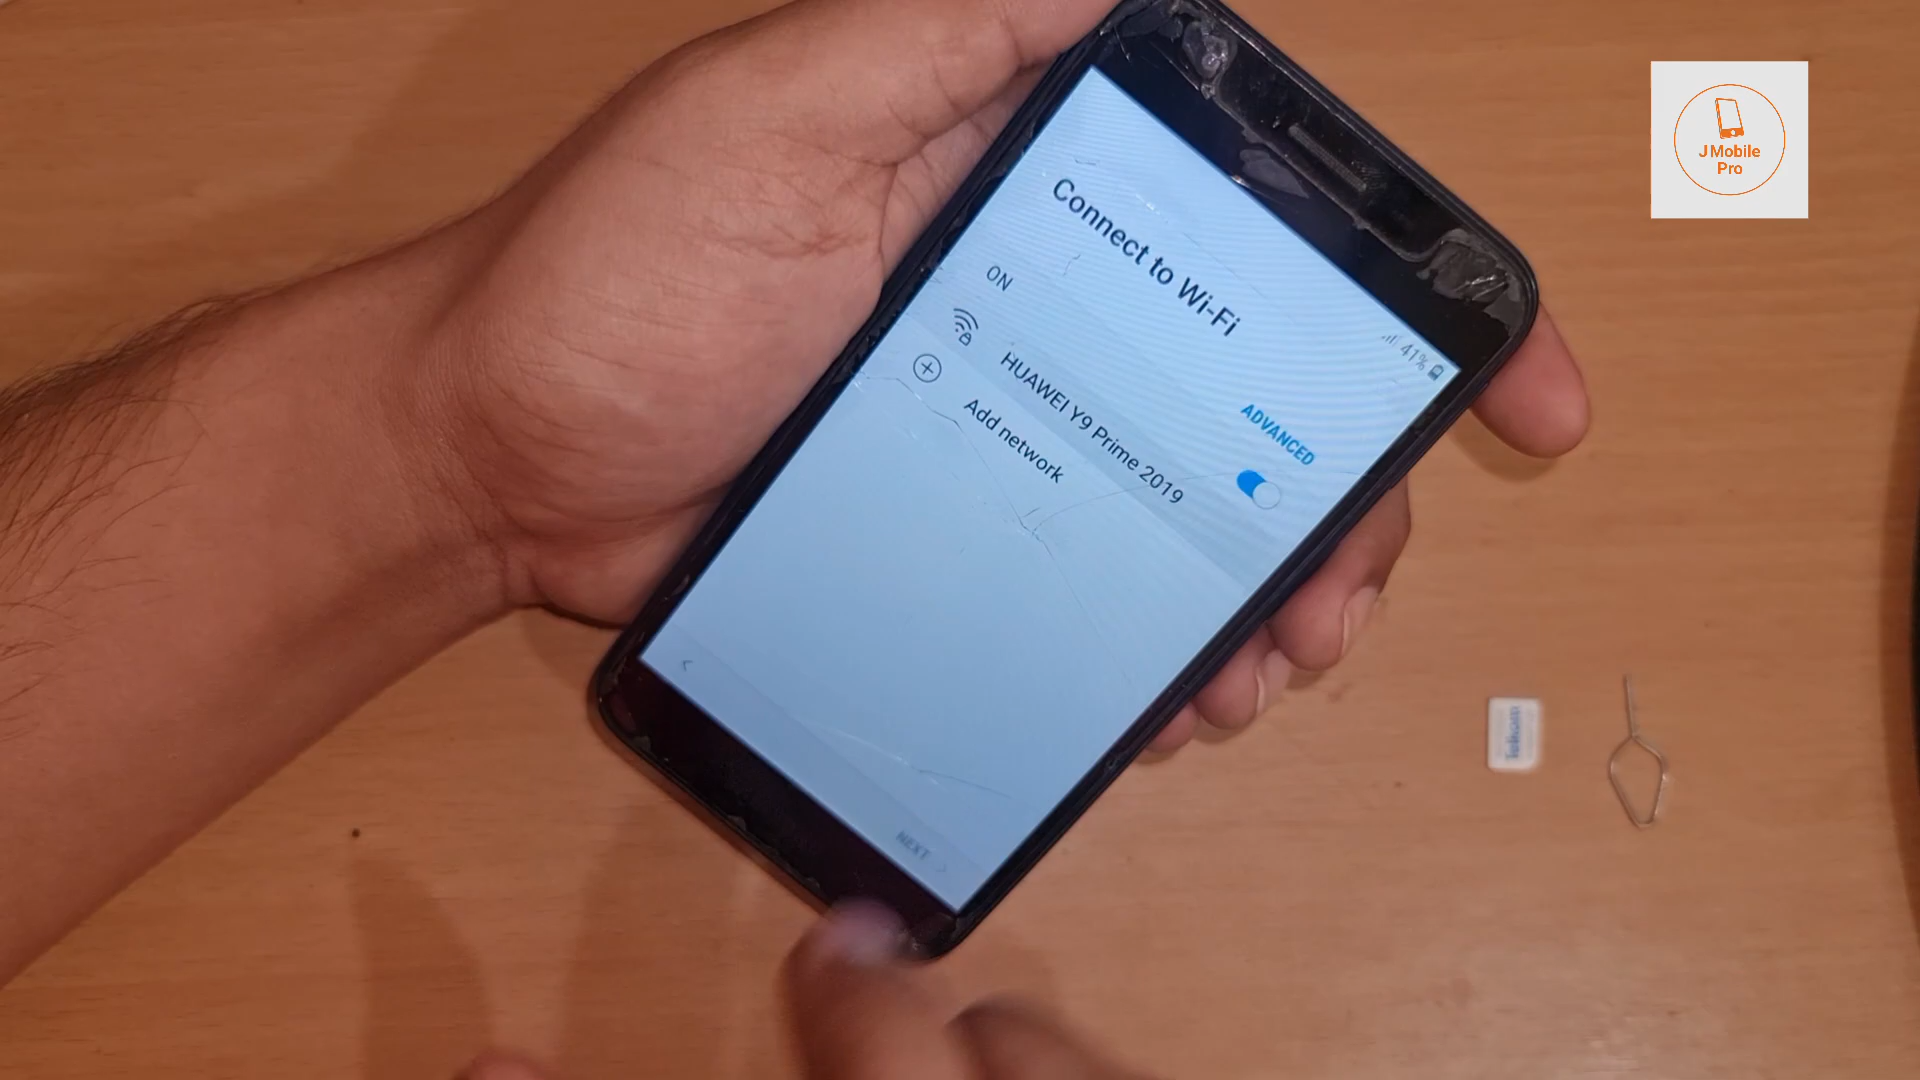 J Mobile
Pro
41%
Connect to Wi-Fi
ADVANCED
ON
HUAWEI Y9 Prime 2019
Add network
NEXT